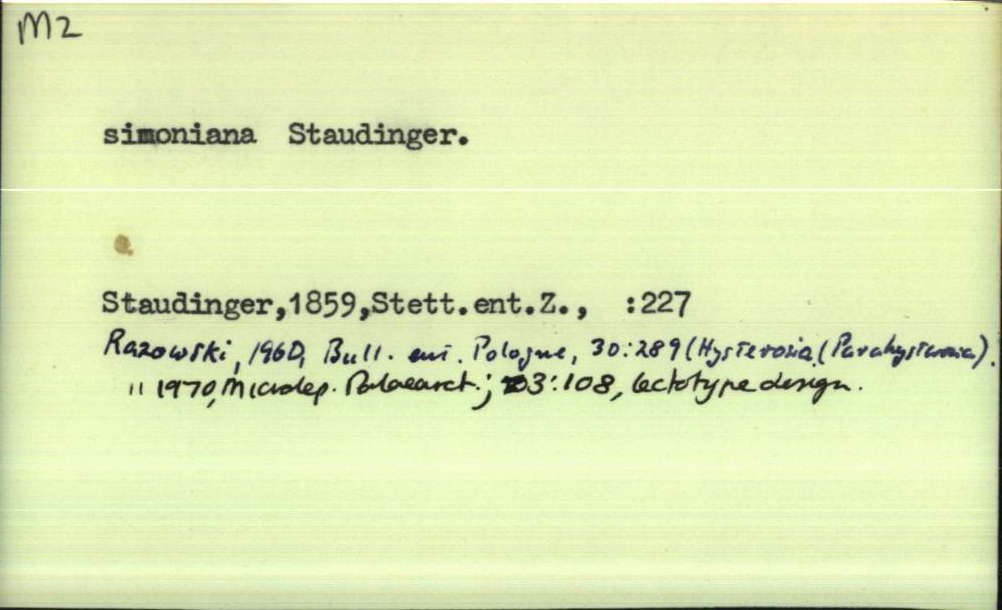 M2
simoniana Staudinger.
Staudinger,1859,Stett.ent.Z., :227
Razowski, 1960, Bull. ent. Pologne, 30:289 (Hysterosia (Parahysterosia).
" 1970, Microlep. Palaearct.; 3:108, lectotype design.